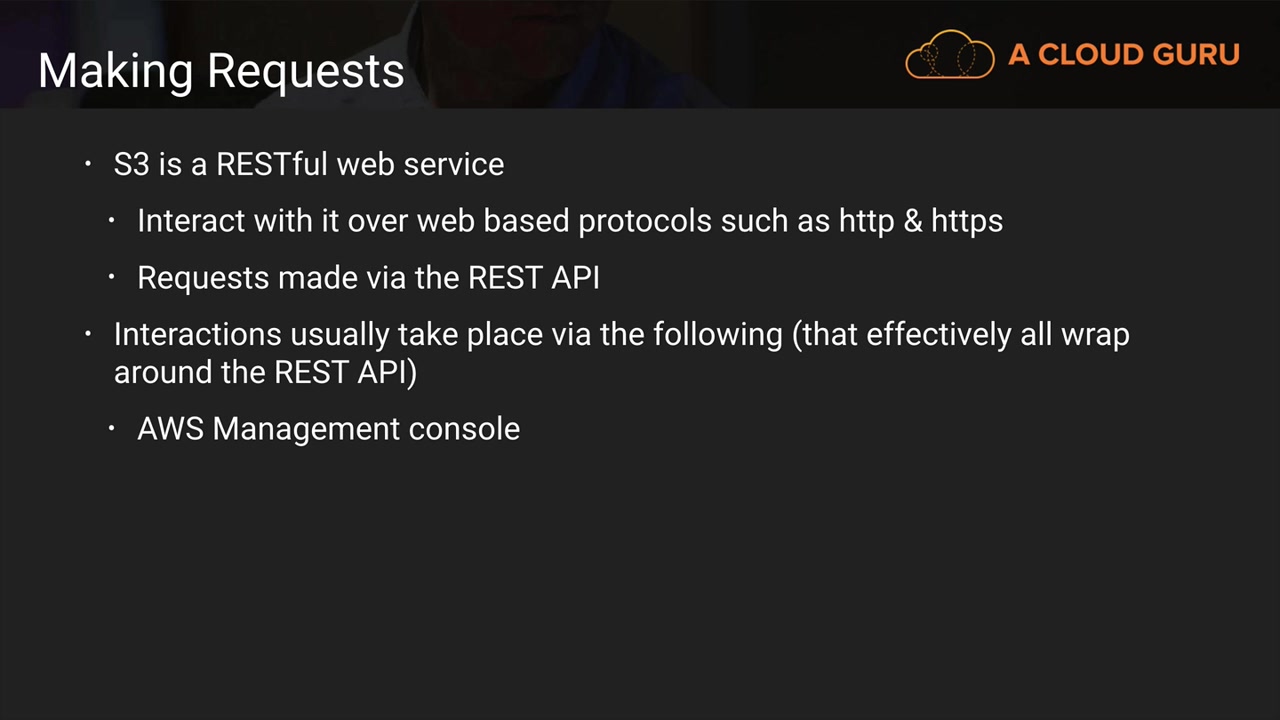 Making Requests
A CLOUD GURU
• S3 is a RESTful web service
• Interact with it over web based protocols such as http & https
• Requests made via the REST API
• Interactions usually take place via the following (that effectively all wrap
around the REST API)
• AWS Management console